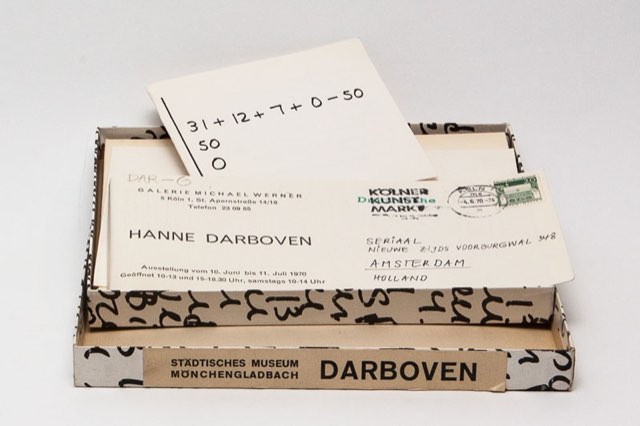 31 + 12 + 7 + 0 - 50
50
0
DAR - G
GALERIE MICHAEL WERNER
5 Köln 1, St. Apernstraße 14/16
Telefon 23 09 65
HANNE DARBOVEN
Ausstellung vom 10. Juni bis 11. Juli 1970
Geöffnet 10-13 und 15-18.30 Uhr, samstags 10-14 Uhr
KÖLNER
KUNST
MARKT
SERIAAL
NIEUWE ZIJDS VOORBURGWAL 348
AMSTERDAM
HOLLAND
STÄDTISCHES MUSEUM
MÖNCHENGLADBACH
DARBOVEN